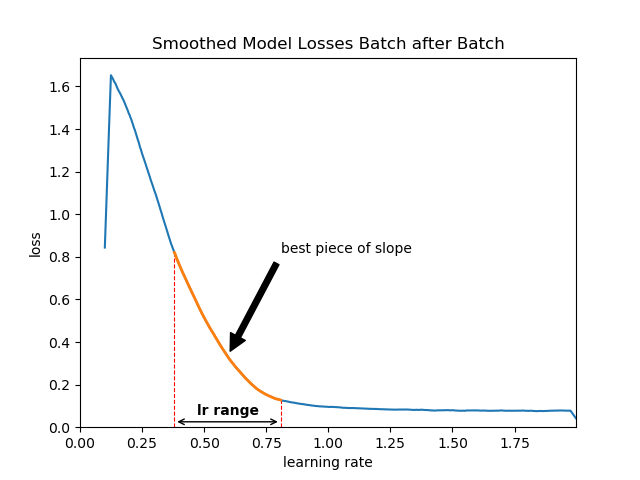 Smoothed Model Losses Batch after Batch
1.6
1.4
1.2
1.0
loss
0.8
best piece of slope
0.6
0.4
0.2
lr range
0.0
0.00 0.25 0.50 0.75 1.00 1.25 1.50 1.75
learning rate